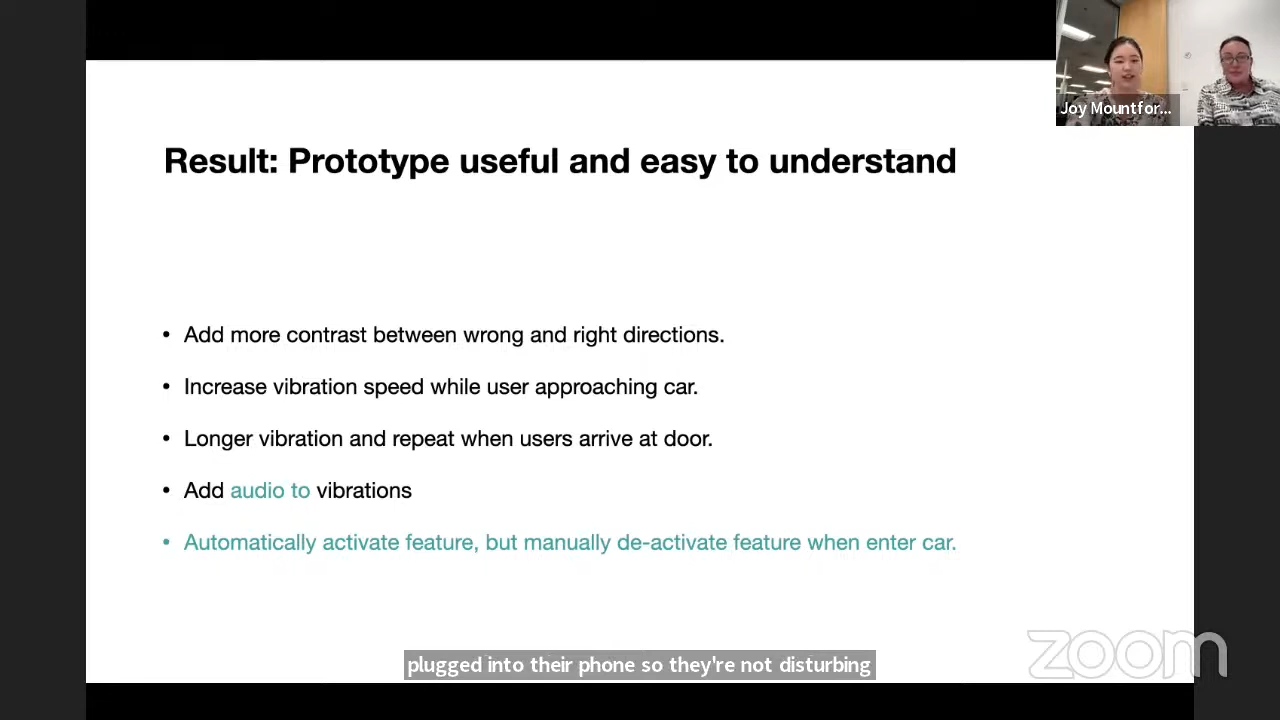 Joy Mountfor...
Result: Prototype useful and easy to understand
• Add more contrast between wrong and right directions.
• Increase vibration speed while user approaching car.
• Longer vibration and repeat when users arrive at door.
• Add audio to vibrations
• Automatically activate feature, but manually de-activate feature when enter car.
zoom
plugged into their phone so they're not disturbing